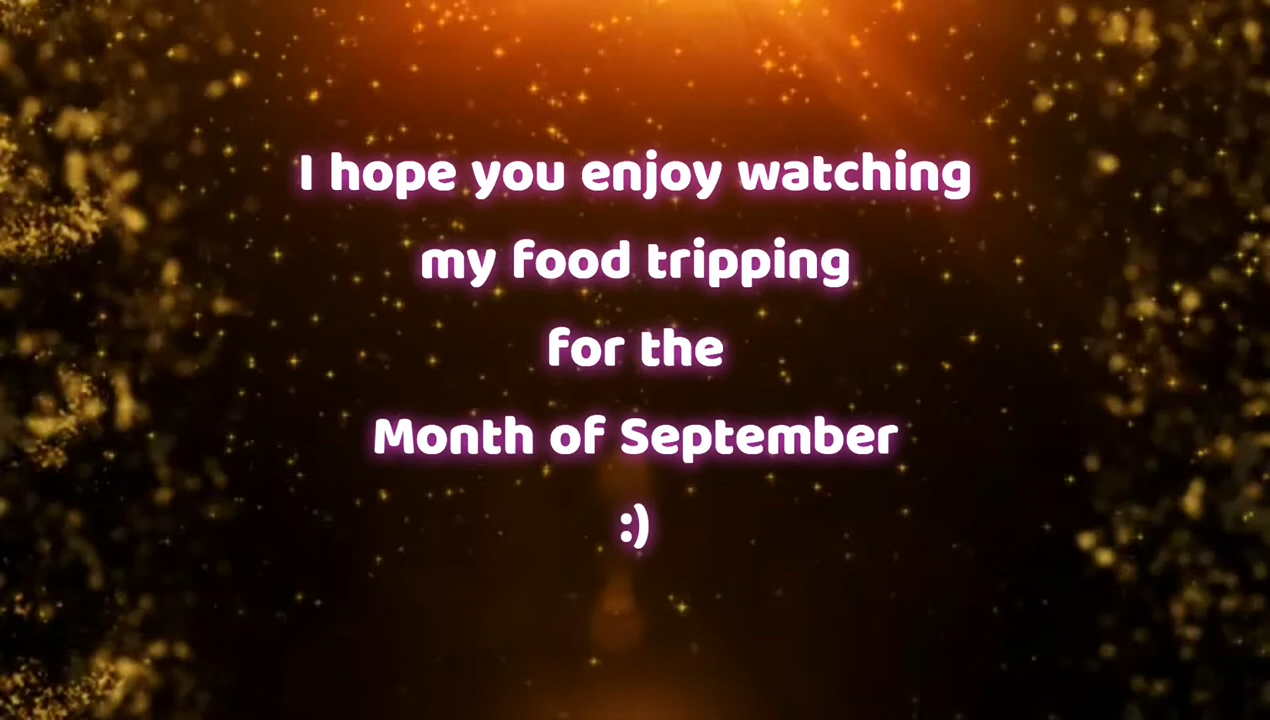 I hope you enjoy watching
my food tripping
for the
Month of September
:)